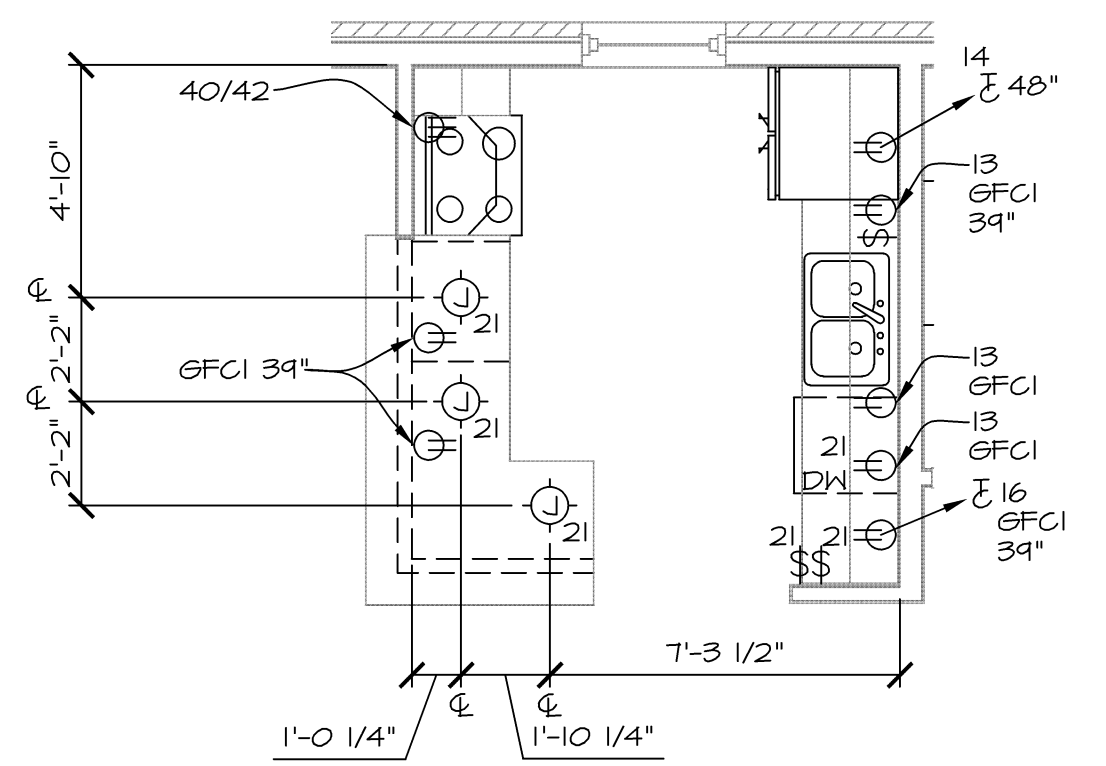 14
℄ 48"
40/42
13
GFCI
39"
4'-10"
$
℄
L
21
2'-2"
GFCI 39"
13
GFCI
℄
L
21
13
GFCI
21
DW
2'-2"
℄ 16
GFCI
39"
L
21
21 21
$$
7'-3 1/2"
℄ ℄
1'-0 1/4" 1'-10 1/4"